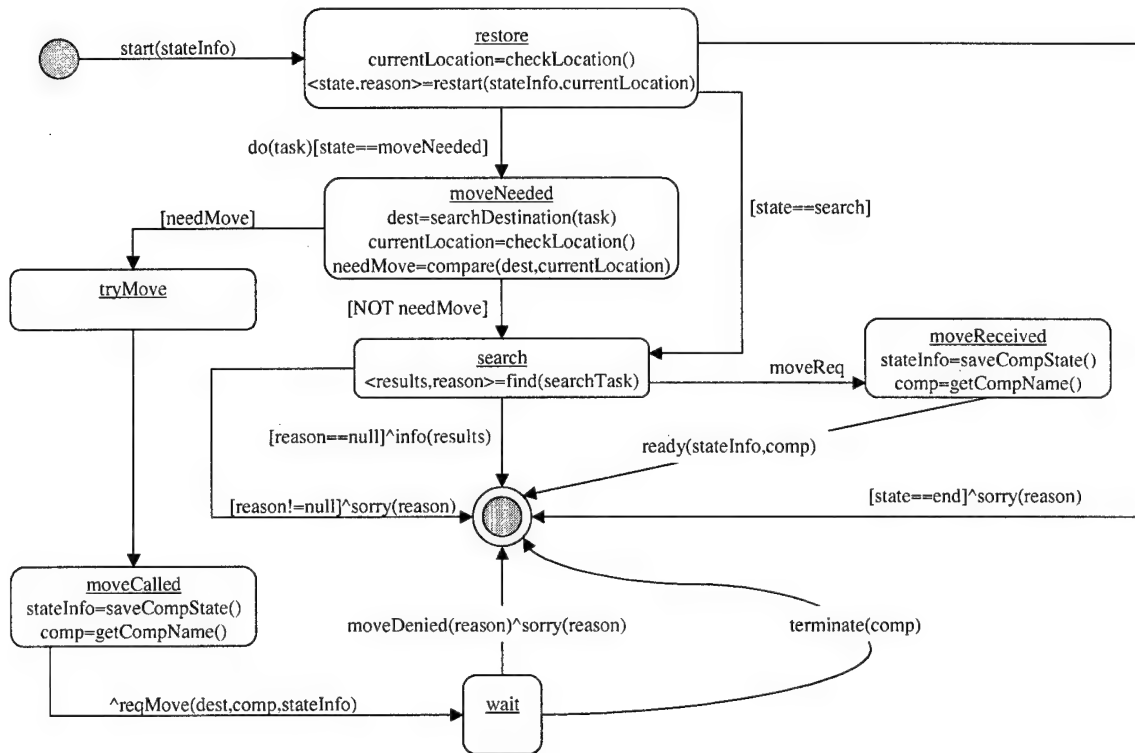 restore
start(stateInfo)
currentLocation=checkLocation()
<state.reason>=restart(stateInfo,currentLocation)
do(task)[state==moveNeeded]
moveNeeded
[needMove]
dest=searchDestination(task)
[state==search]
currentLocation=checkLocation()
needMove=compare(dest,currentLocation)
tryMove
[NOT needMove]
moveReceived
search
stateInfo=saveCompState()
<results,reason>=find(searchTask)
moveReq
comp=getCompName()
[reason==null]^info(results)
ready(stateInfo,comp)
[reason!=null]^sorry(reason)
[state==end]^sorry(reason)
moveCalled
stateInfo=saveCompState()
comp=getCompName()
moveDenied(reason)^sorry(reason)
terminate(comp)
^reqMove(dest,comp,stateInfo)
wait